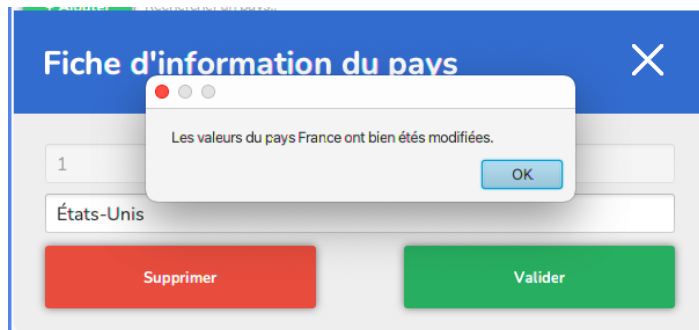 Fiche d'information du pays
Les valeurs du pays France ont bien étés modifiées.
1
OK
États-Unis
Supprimer
Valider